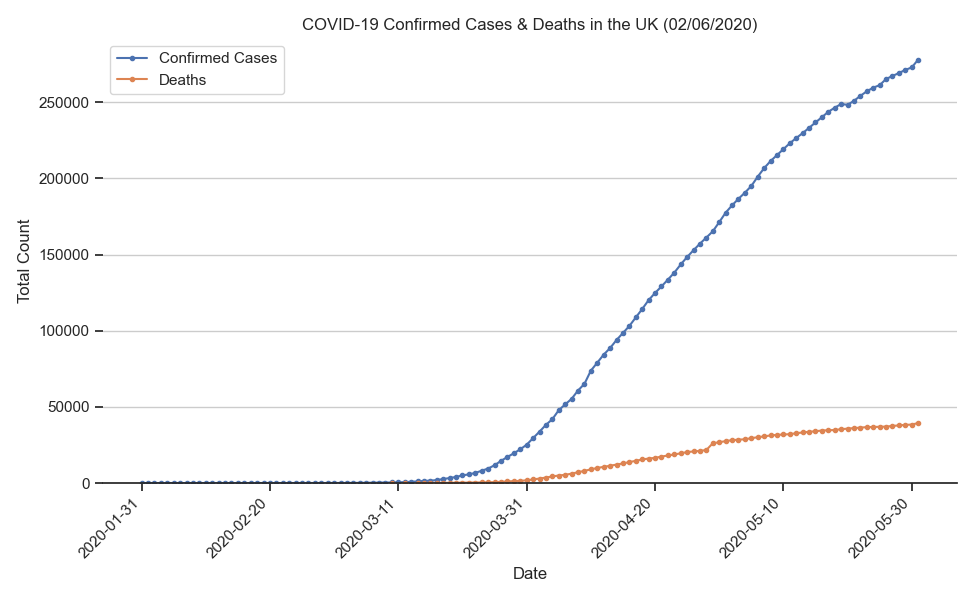 COVID-19 Confirmed Cases & Deaths in the UK (02/06/2020)
Confirmed Cases
Deaths
Total Count
250000
200000
150000
100000
50000
0
2020-01-31
2020-02-20
2020-03-11
2020-03-31
2020-04-20
2020-05-10
2020-05-30
Date